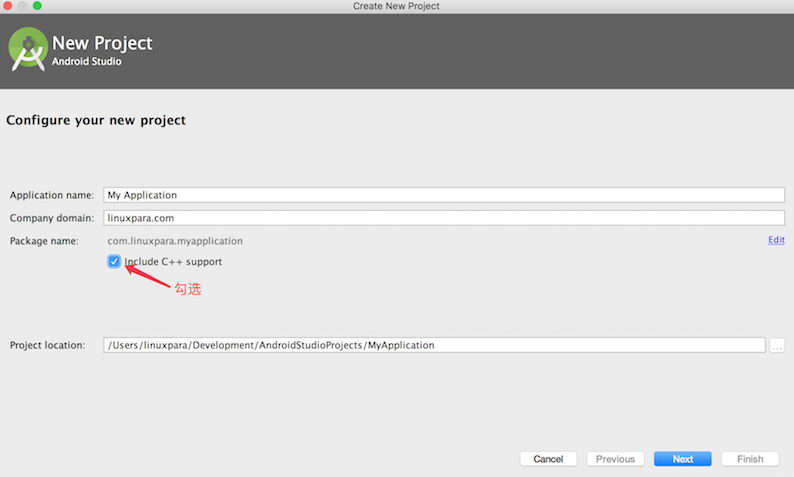 Create New Project
New Project
Android Studio
Configure your new project
Application name: My Application
Company domain: linuxpara.com
Package name: com.linuxpara.myapplication Edit
Include C++ support
勾选
Project location: /Users/linuxpara/Development/AndroidStudioProjects/MyApplication ...
Cancel Previous Next Finish